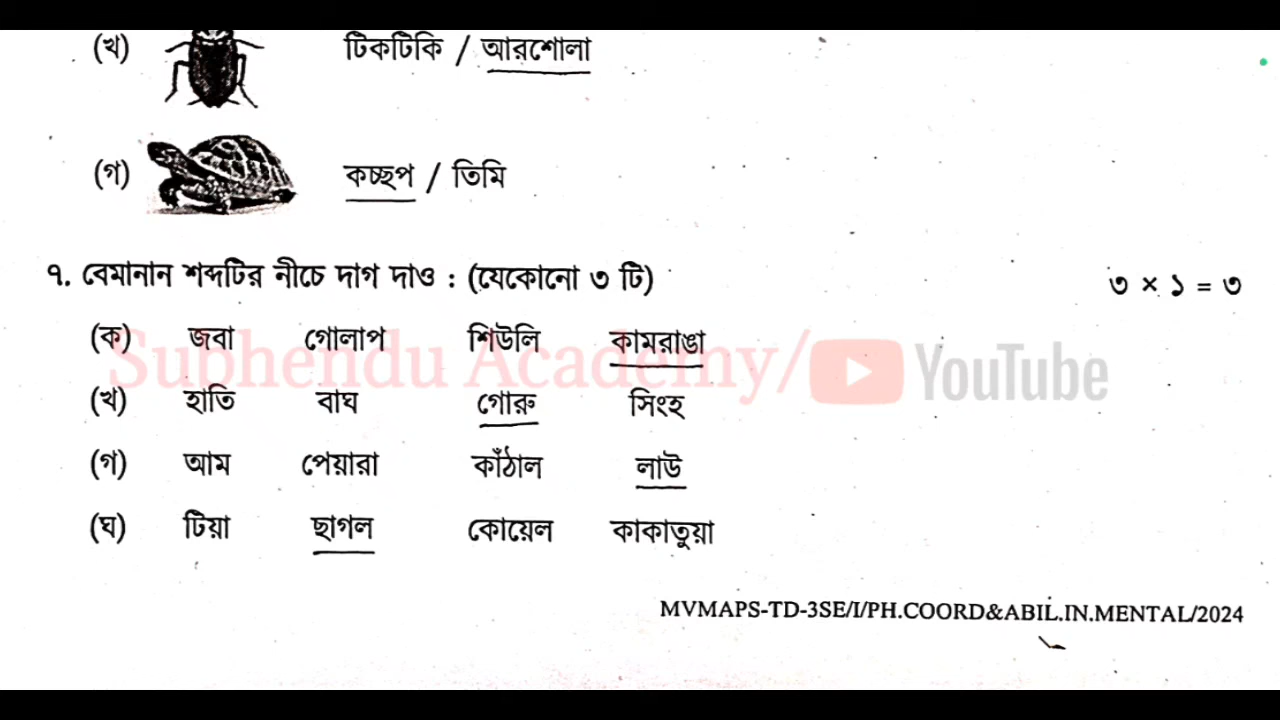 (খ) টিকটিকি / আরশোলা
(গ) কচ্ছপ / তিমি
৭. বেমানান শব্দটির নীচে দাগ দাও : (যেকোনো ৩ টি) ৩ × ১ = ৩
(ক) জবা গোলাপ শিউলি কামরাঙা
Subhendu Academy/ YouTube
(খ) হাতি বাঘ গোরু সিংহ
(গ) আম পেয়ারা কাঁঠাল লাউ
(ঘ) টিয়া ছাগল কোয়েল কাকাতুয়া
MVMAPS-TD-3SE/I/PH.COORD&ABIL.IN.MENTAL/2024